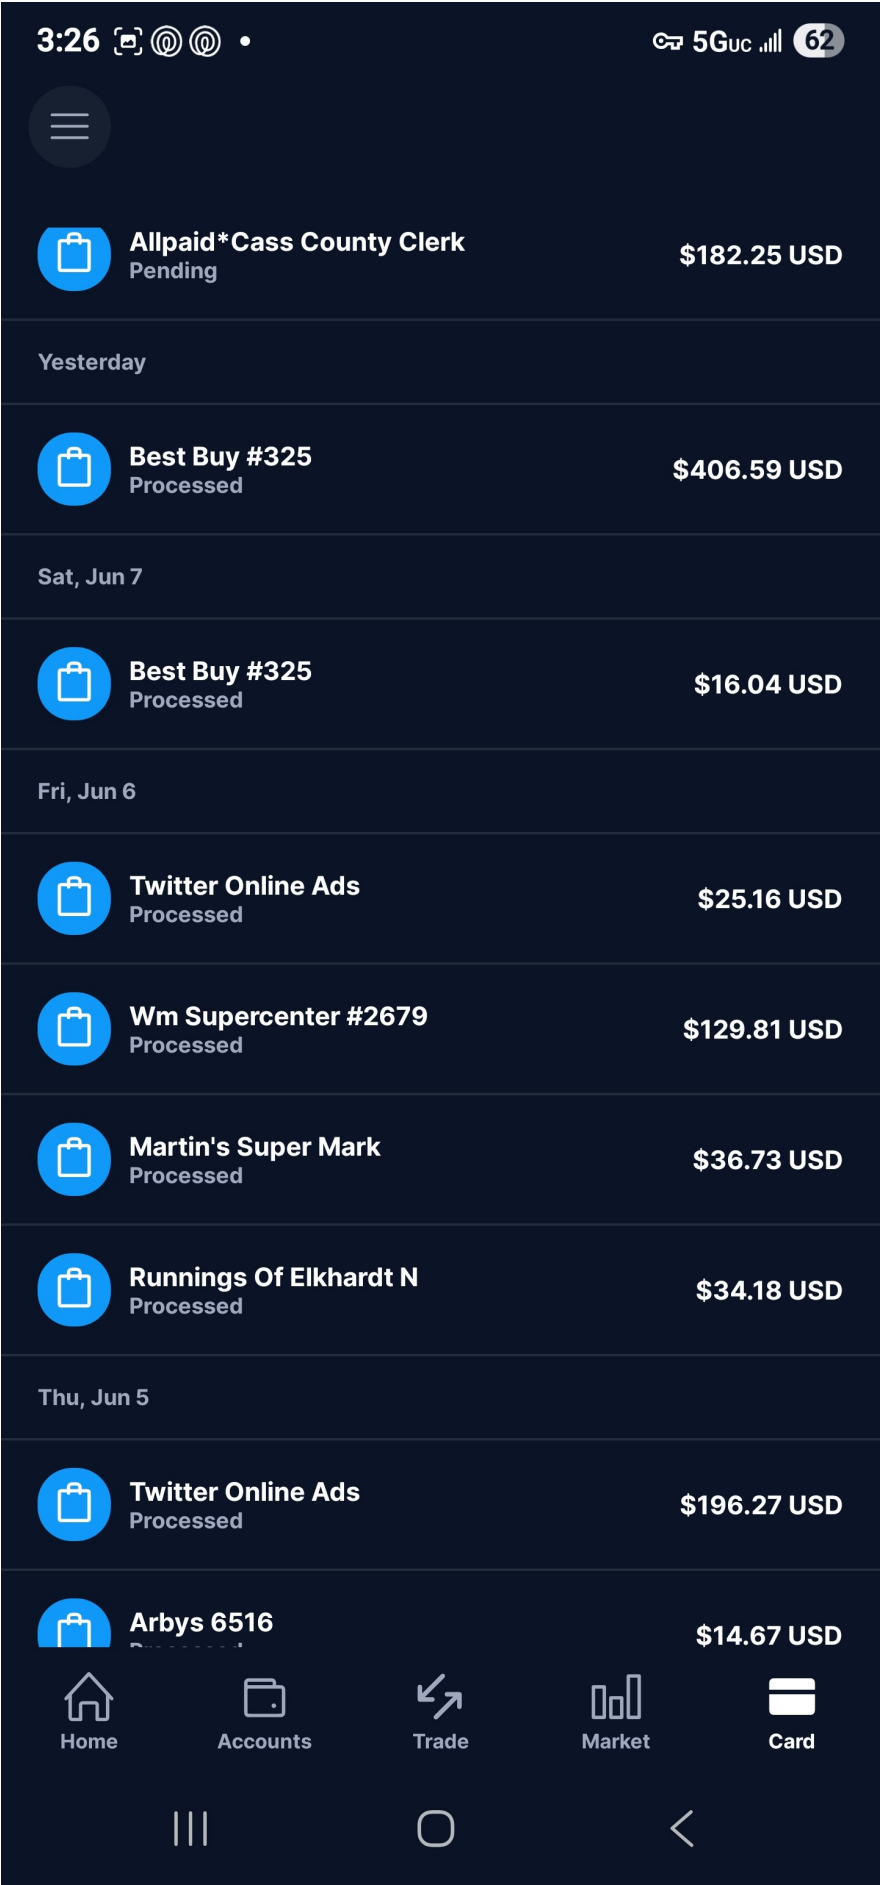 3:26
5GUC
62
Allpaid*Cass County Clerk
Pending
$182.25 USD
Yesterday
Best Buy #325
Processed
$406.59 USD
Sat, Jun 7
Best Buy #325
Processed
$16.04 USD
Fri, Jun 6
Twitter Online Ads
Processed
$25.16 USD
Wm Supercenter #2679
Processed
$129.81 USD
Martin's Super Mark
Processed
$36.73 USD
Runnings Of Elkhardt N
Processed
$34.18 USD
Thu, Jun 5
Twitter Online Ads
Processed
$196.27 USD
Arbys 6516
$14.67 USD
Home
Accounts
Trade
Market
Card